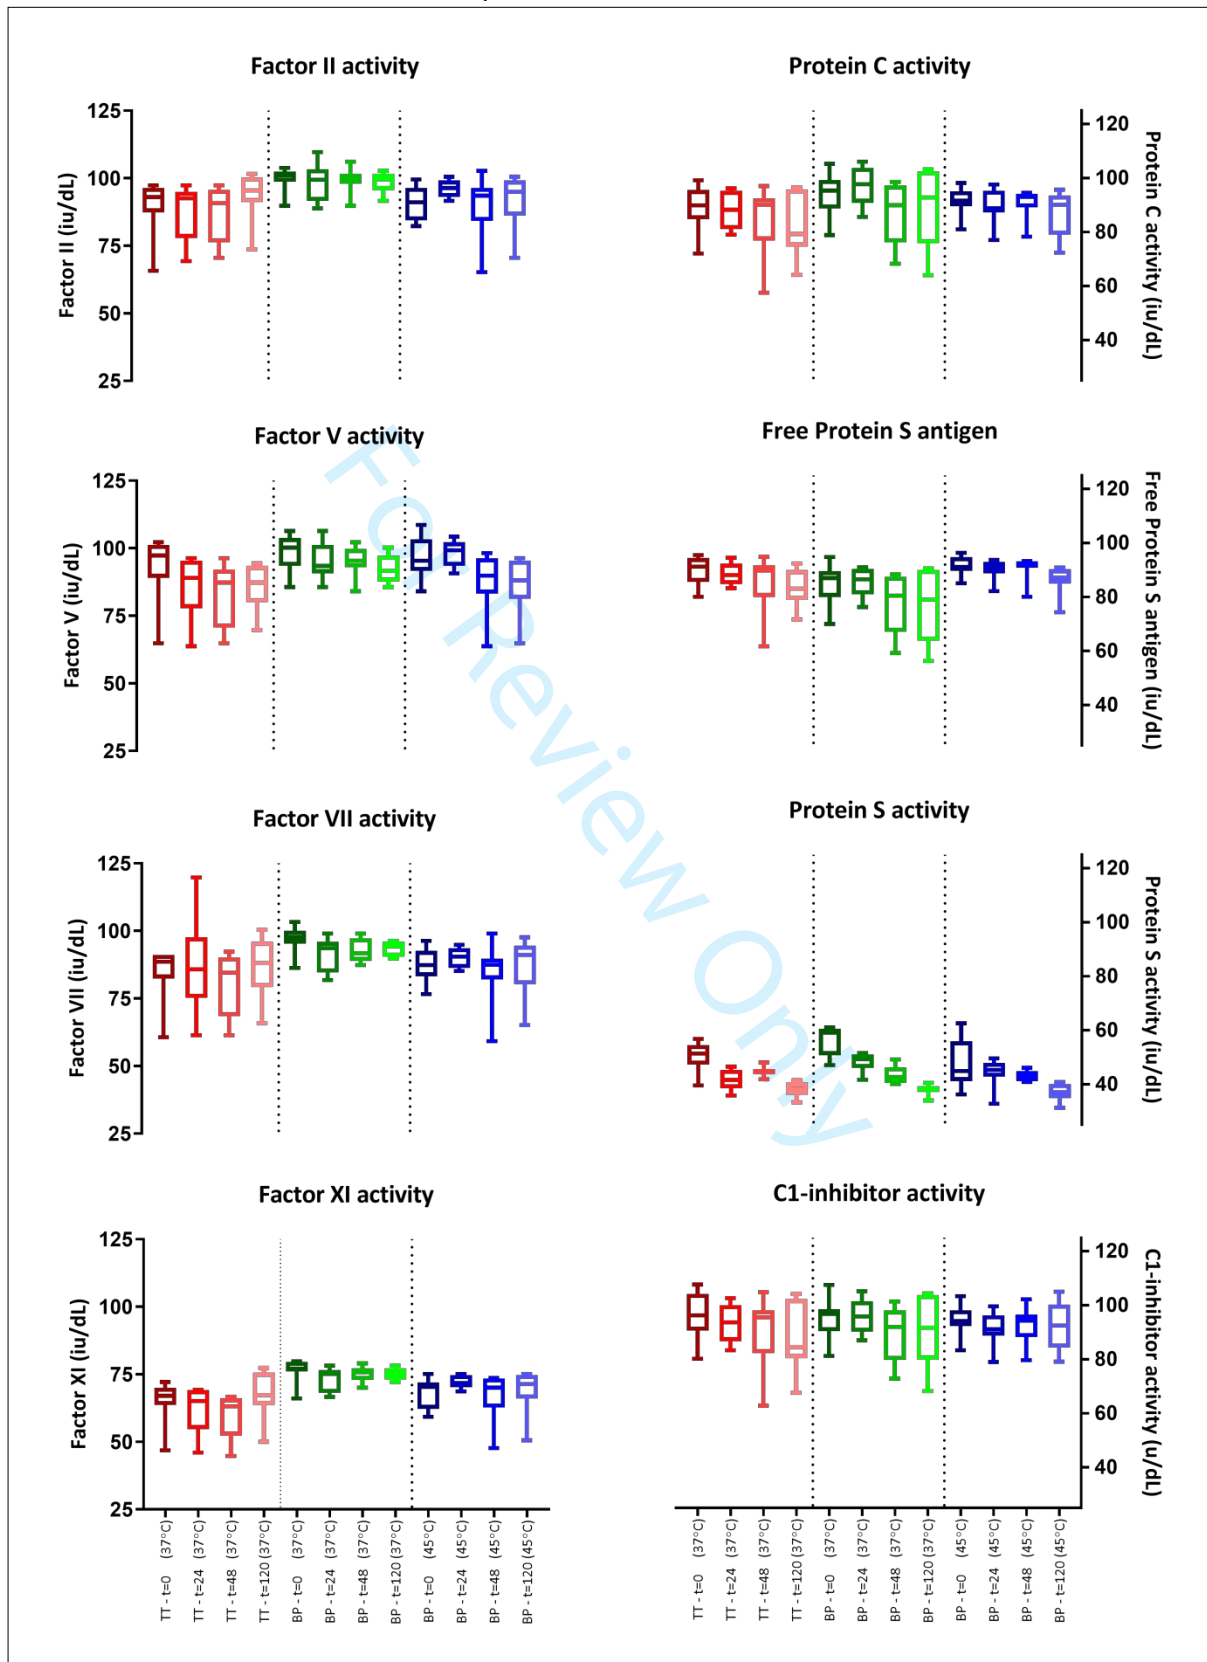 Factor II activity
Protein C activity
125
100
75
50
25
Factor II (iu/dL)
120
100
80
60
40
Protein C activity (iu/dL)
Factor V activity
Free Protein S antigen
125
100
75
50
25
Factor V (iu/dL)
120
100
80
60
40
Free Protein S antigen (iu/dL)
Factor VII activity
Protein S activity
125
100
75
50
25
Factor VII (iu/dL)
120
100
80
60
40
Protein S activity (iu/dL)
Factor XI activity
C1-inhibitor activity
125
100
75
50
25
Factor XI (iu/dL)
120
100
80
60
40
C1-inhibitor activity (u/dL)
TT - t=0 (37°C)
TT - t=24 (37°C)
TT - t=48 (37°C)
TT - t=120 (37°C)
BP - t=0 (37°C)
BP - t=24 (37°C)
BP - t=48 (37°C)
BP - t=120 (37°C)
BP - t=0 (45°C)
BP - t=24 (45°C)
BP - t=48 (45°C)
BP - t=120 (45°C)
TT - t=0 (37°C)
TT - t=24 (37°C)
TT - t=48 (37°C)
TT - t=120 (37°C)
BP - t=0 (37°C)
BP - t=24 (37°C)
BP - t=48 (37°C)
BP - t=120 (37°C)
BP - t=0 (45°C)
BP - t=24 (45°C)
BP - t=48 (45°C)
BP - t=120 (45°C)
For Review Only